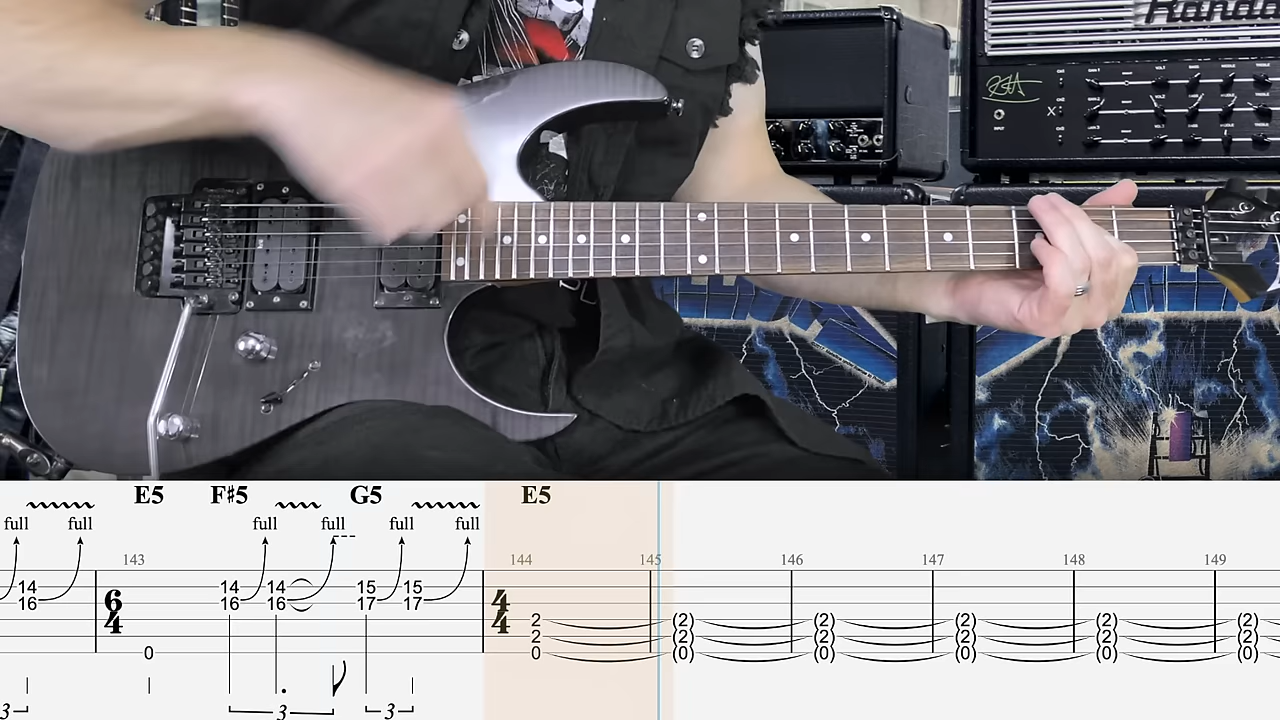 Rando
E5 F♯5 G5 E5
full full full full full full
143 144 145 146 147 148 149
14 14 14 15 15
16 16 16 17 17
6 4
4 4
2 (2) (2) (2) (2) (2)
2 (2) (2) (2) (2) (2)
0 0 (0) (0) (0) (0) (0)
3 3 3